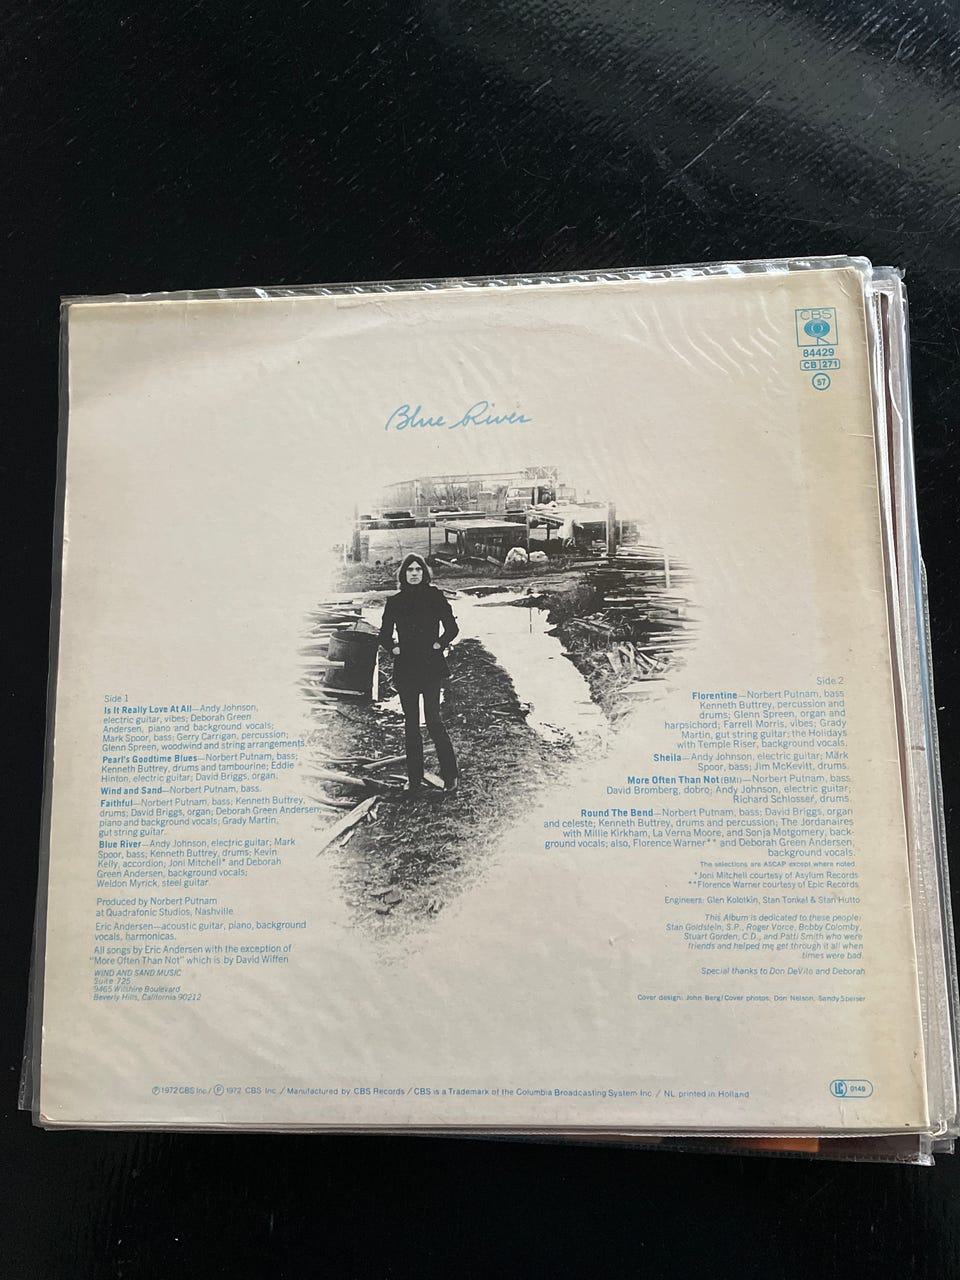 CBS
84429
CB 271
57
Blue River
Side 1
Is It Really Love At All—Andy Johnson,
electric guitar, vibes; Deborah Green
Andersen, piano and background vocals;
Mark Spoor, bass; Gerry Carrigan, percussion;
Glenn Spreen, woodwind and string arrangements.
Pearl's Goodtime Blues—Norbert Putnam, bass;
Kenneth Buttrey, drums and tambourine; Eddie
Hinton, electric guitar; David Briggs, organ.
Wind and Sand—Norbert Putnam, bass.
Faithful—Norbert Putnam, bass; Kenneth Buttrey,
drums; David Briggs, organ; Deborah Green Andersen,
piano and background vocals; Grady Martin,
gut string guitar.
Blue River—Andy Johnson, electric guitar; Mark
Spoor, bass; Kenneth Buttrey, drums; Kevin
Kelly, accordion; Joni Mitchell* and Deborah
Green Andersen, background vocals;
Weldon Myrick, steel guitar.
Produced by Norbert Putnam
at Quadrafonic Studios, Nashville
Eric Andersen—acoustic guitar, piano, background
vocals, harmonicas.
All songs by Eric Andersen with the exception of
"More Often Than Not" which is by David Wiffen
WIND AND SAND MUSIC
Suite 725
9465 Wilshire Boulevard
Beverly Hills, California 90212
Side 2
Florentine—Norbert Putnam, bass
Kenneth Buttrey, percussion and
drums; Glenn Spreen, organ and
harpsichord; Farrell Morris, vibes; Grady
Martin, gut string guitar; the Holidays
with Temple Riser, background vocals.
Sheila—Andy Johnson, electric guitar; Mark
Spoor, bass; Jim McKevitt, drums.
More Often Than Not (BMI)—Norbert Putnam, bass
David Bromberg, dobro; Andy Johnson, electric guitar;
Richard Schlosser, drums.
Round The Bend—Norbert Putnam, bass; David Briggs, organ
and celeste; Kenneth Buttrey, drums and percussion; The Jordanaires
with Millie Kirkham, La Verna Moore, and Sonja Motgomery, back-
ground vocals; also, Florence Warner** and Deborah Green Andersen,
background vocals.
The selections are ASCAP except where noted.
*Joni Mitchell courtesy of Asylum Records
**Florence Warner courtesy of Epic Records
Engineers: Glen Kolotkin, Stan Tonkel & Stan Hutto
This Album is dedicated to these people:
Stan Goldstein, S.P., Roger Vorce, Bobby Colomby,
Stuart Gorden, C.D., and Patti Smith who were
friends and helped me get through it all when
times were bad.
Special thanks to Don DeVito and Deborah
Cover design: John Berg/Cover photos: Don Nelson, Sandy Speiser
Ⓟ1972 CBS Inc./Ⓟ 1972 CBS Inc / Manufactured by CBS Records / CBS is a Trademark of the Columbia Broadcasting System Inc. / NL printed in Holland
LC 0149